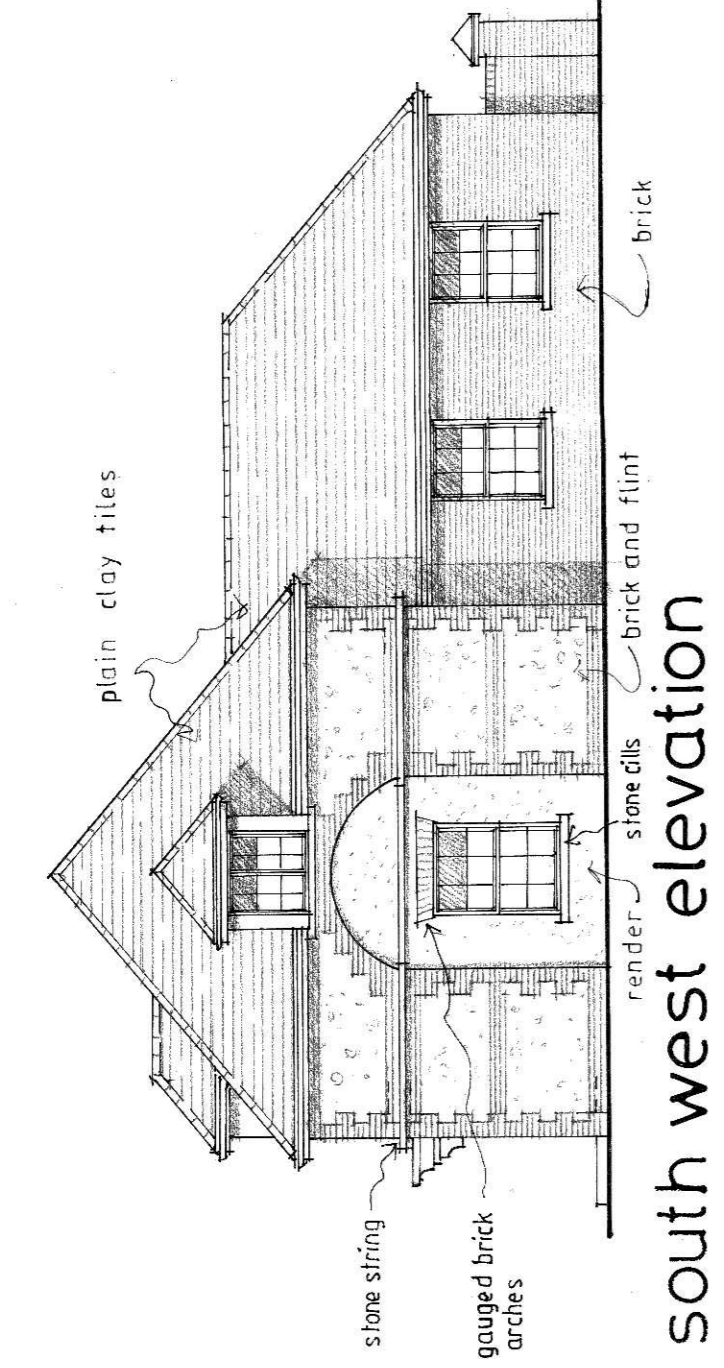 plain clay tiles
stone string
gauged brick
arches
render
stone cills
brick and flint
brick
south west elevation